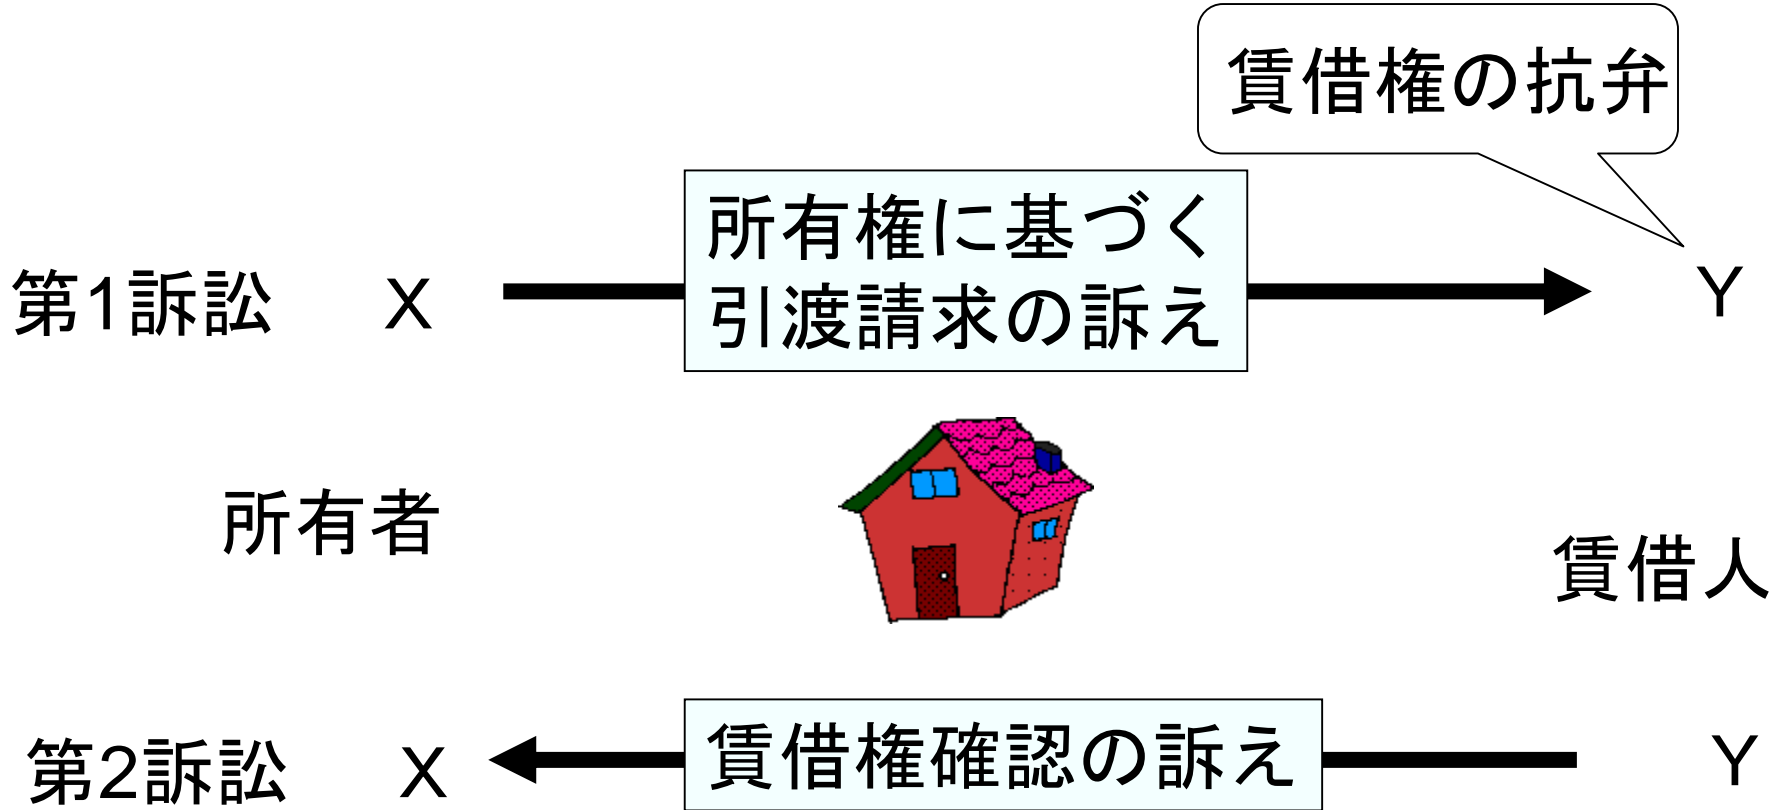 賃借権の抗弁
所有権に基づく
引渡請求の訴え
第1訴訟 X Y
所有者
賃借人
第2訴訟 X 賃借権確認の訴え Y